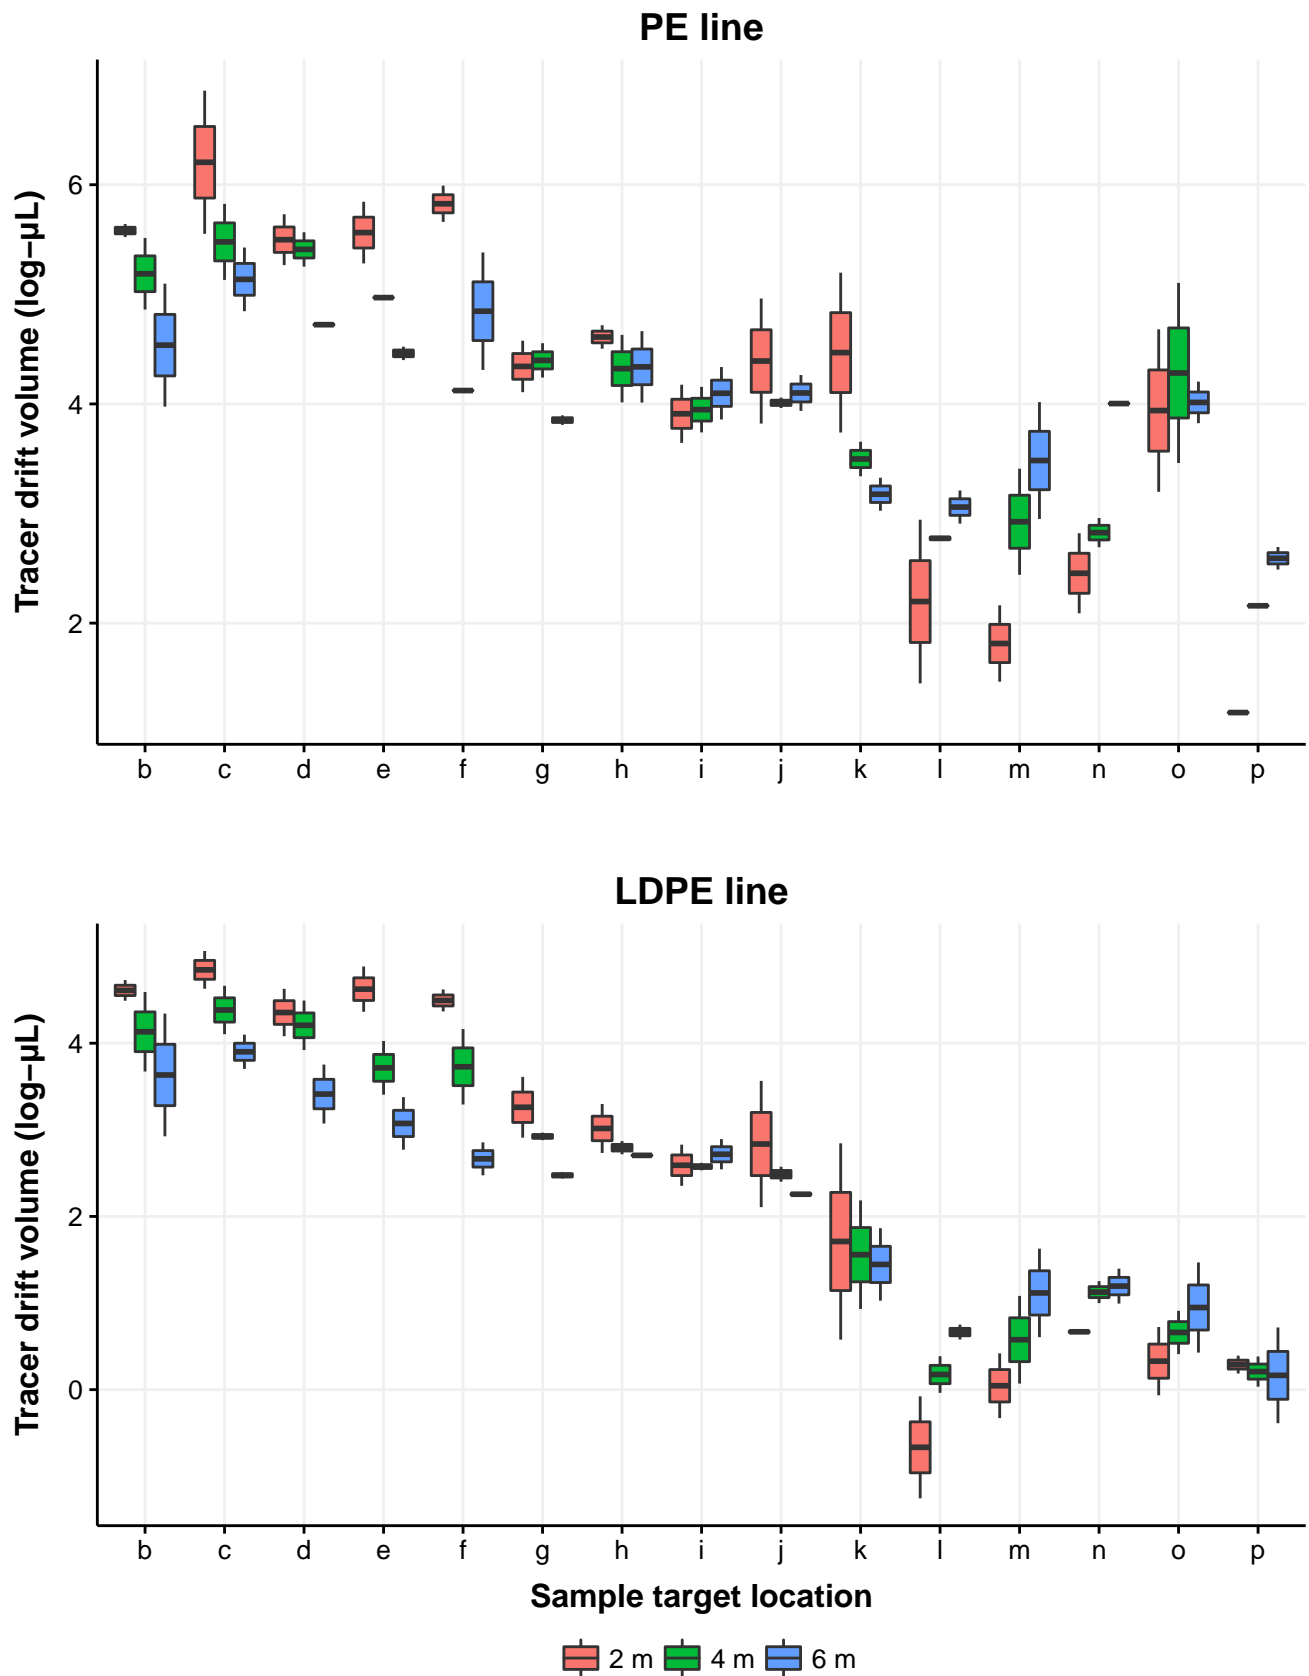 PE line
Tracer drift volume (log−μL)
6
4
2
b c d e f g h i j k l m n o p
LDPE line
Tracer drift volume (log−μL)
4
2
0
b c d e f g h i j k l m n o p
Sample target location
2 m 4 m 6 m